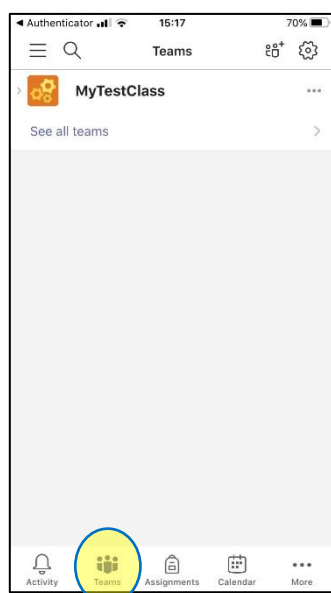 Authenticator 15:17 70%
Teams
MyTestClass
See all teams
Activity Teams Assignments Calendar More